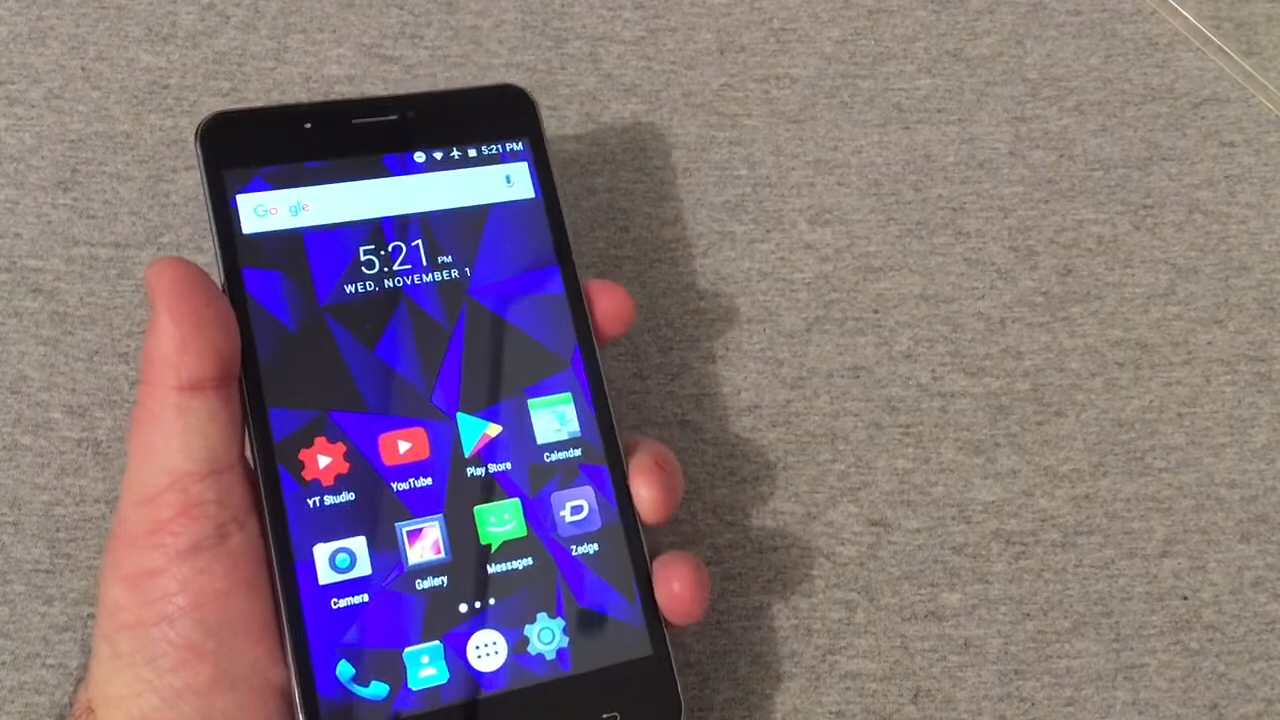 5:21 PM
Google
5:21 PM
WED, NOVEMBER 1
YT Studio
YouTube
Play Store
Calendar
Camera
Gallery
Messages
Zedge